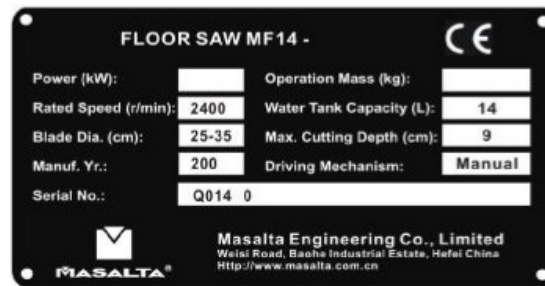 FLOOR SAW MF14 - CE
Power (kW): Operation Mass (kg):
Rated Speed (r/min): 2400 Water Tank Capacity (L): 14
Blade Dia. (cm): 25-35 Max. Cutting Depth (cm): 9
Manuf. Yr.: 200 Driving Mechanism: Manual
Serial No.: Q014 0
MASALTA®
Masalta Engineering Co., Limited
Weisi Road, Baohe Industrial Estate, Hefei China
Http://www.masalta.com.cn